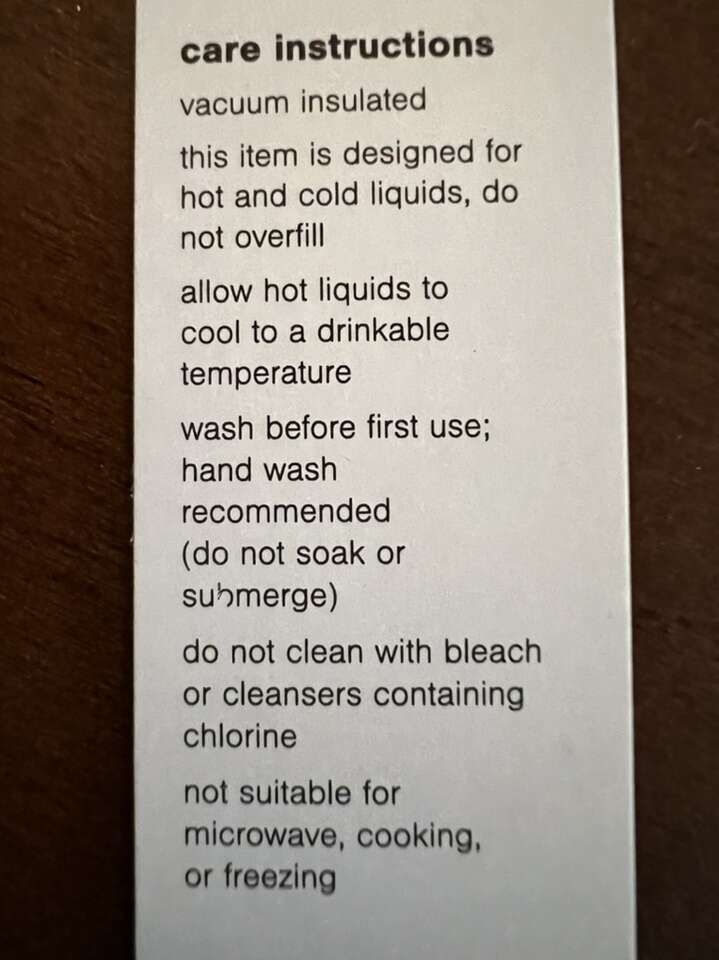 care instructions
vacuum insulated
this item is designed for
hot and cold liquids, do
not overfill
allow hot liquids to
cool to a drinkable
temperature
wash before first use;
hand wash
recommended
(do not soak or
submerge)
do not clean with bleach
or cleansers containing
chlorine
not suitable for
microwave, cooking,
or freezing